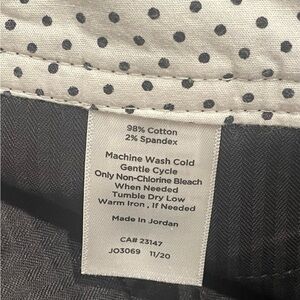 98% Cotton
2% Spandex
Machine Wash Cold
Gentle Cycle
Only Non-Chlorine Bleach
When Needed
Tumble Dry Low
Warm Iron , If Needed
Made In Jordan
CA# 23147
JO3069 11/20